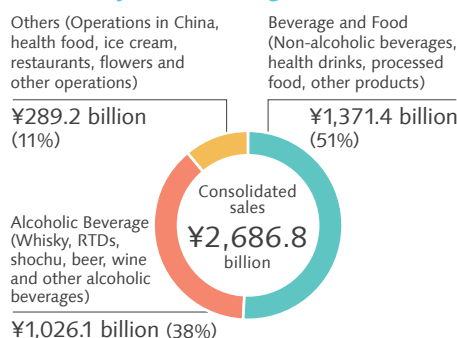 Others (Operations in China,
health food, ice cream,
restaurants, flowers and
other operations)
¥289.2 billion
(11%)
Beverage and Food
(Non-alcoholic beverages,
health drinks, processed
food, other products)
¥1,371.4 billion
(51%)
Consolidated
sales
¥2,686.8
billion
Alcoholic Beverage
(Whisky, RTDs,
shochu, beer, wine
and other alcoholic
beverages)
¥1,026.1 billion (38%)